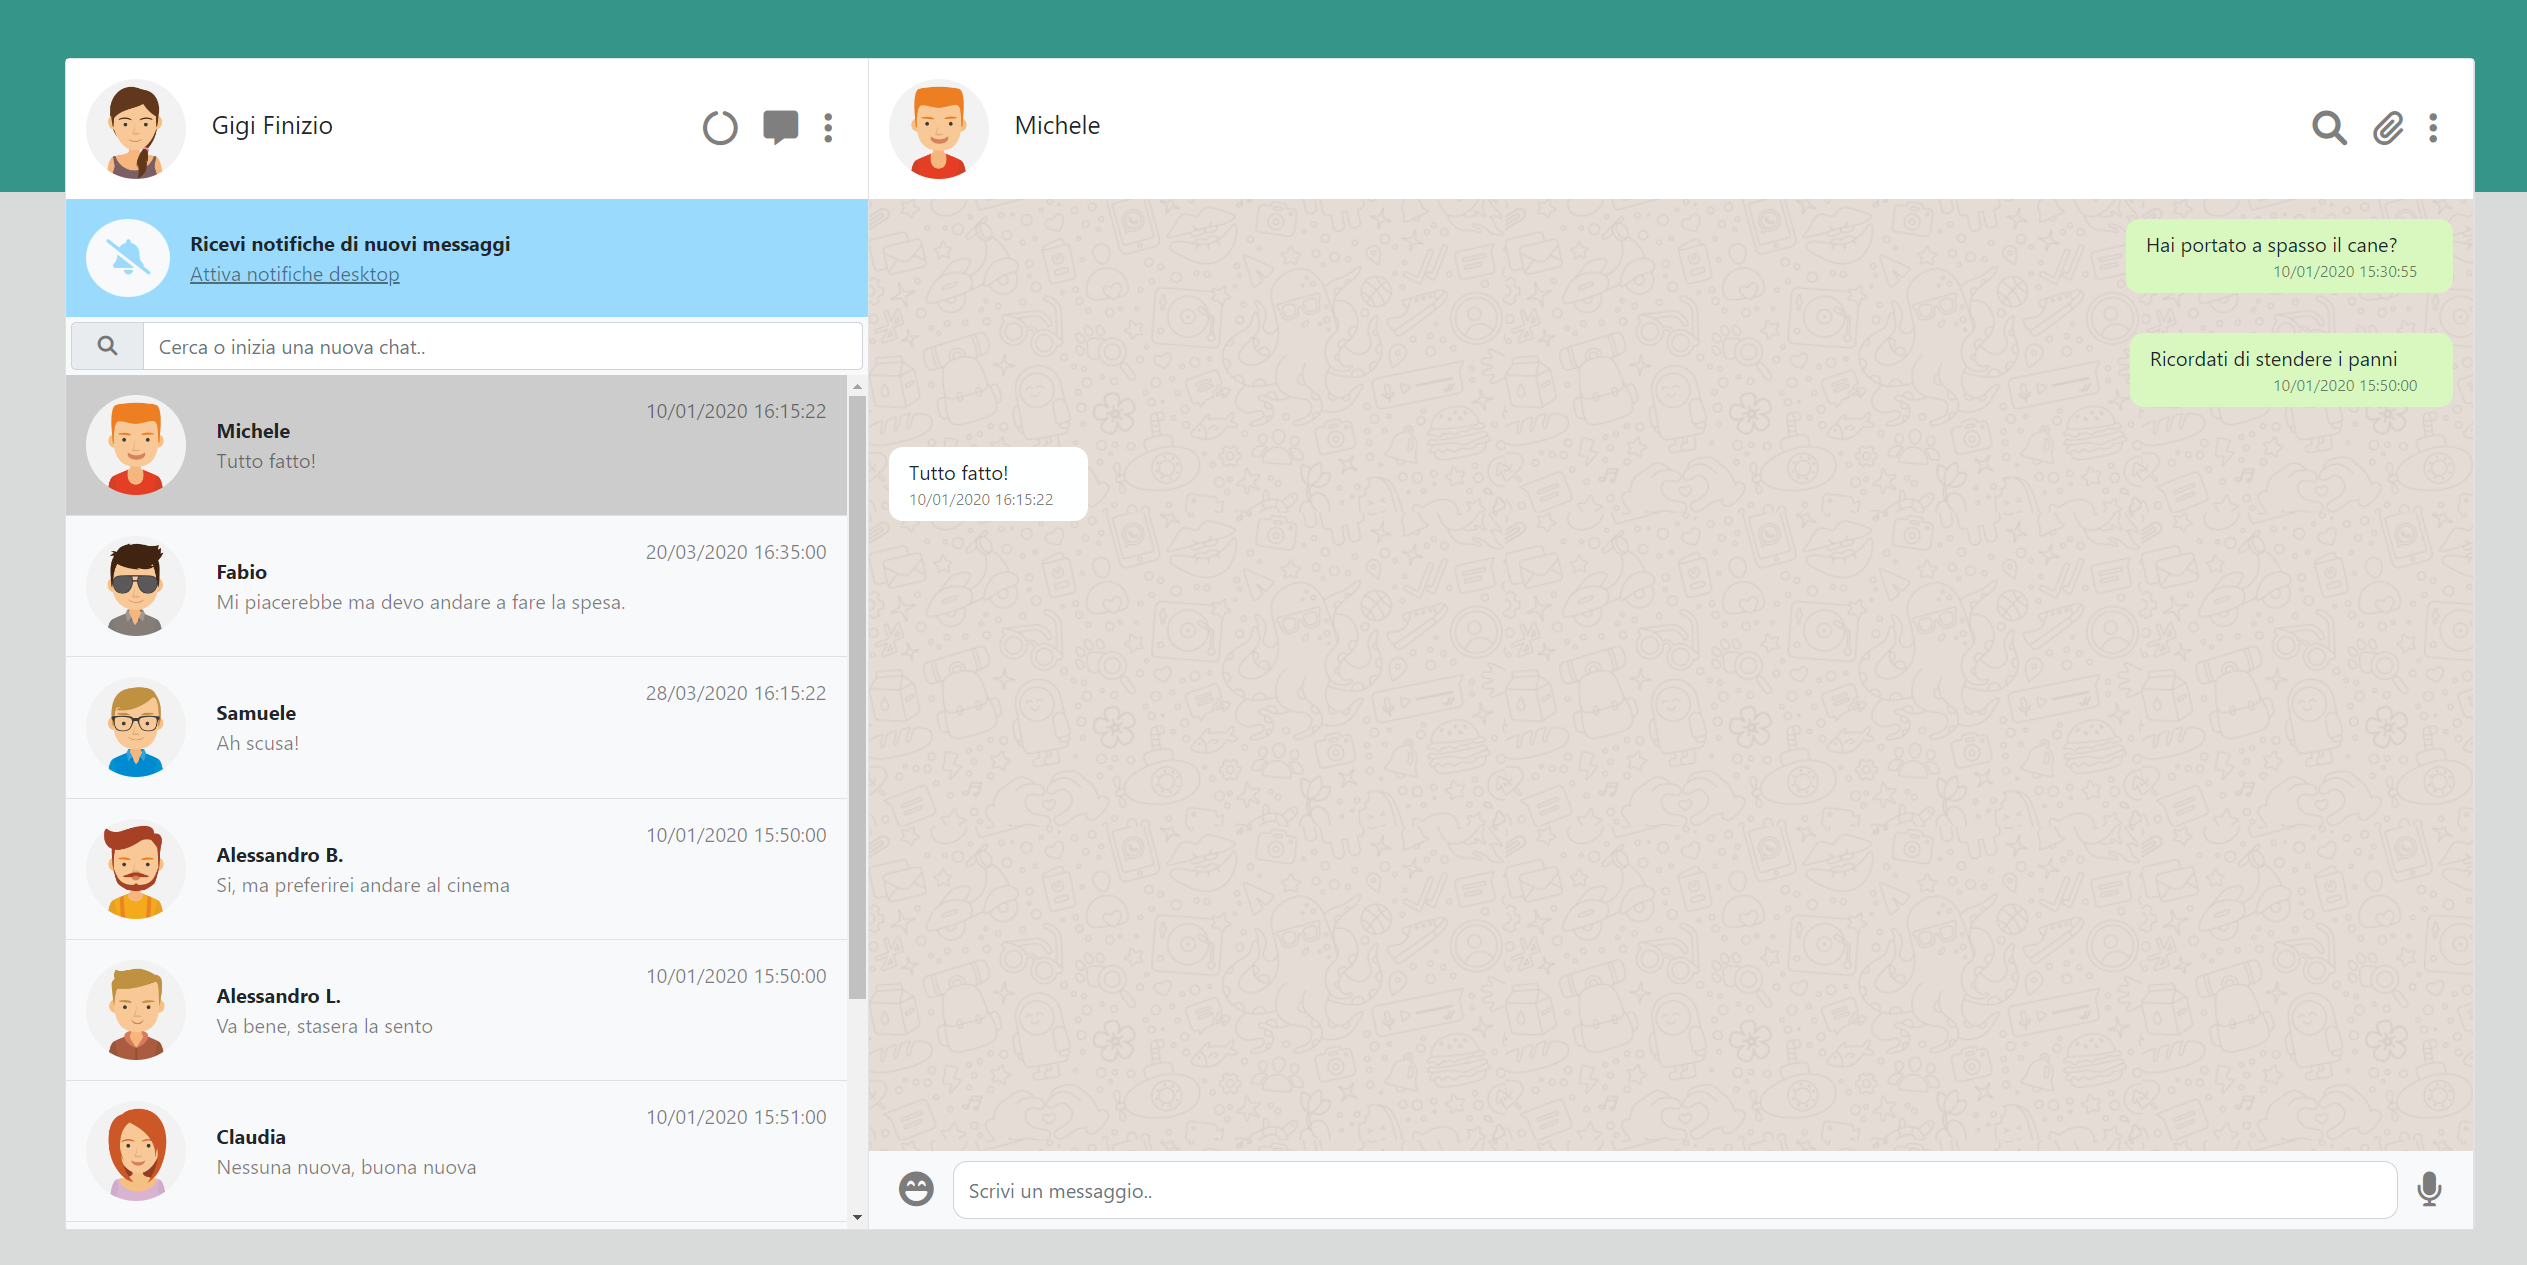 Gigi Finizio
Ricevi notifiche di nuovi messaggi
Attiva notifiche desktop
Cerca o inizia una nuova chat..
10/01/2020 16:15:22
Michele
Tutto fatto!
20/03/2020 16:35:00
Fabio
Mi piacerebbe ma devo andare a fare la spesa.
28/03/2020 16:15:22
Samuele
Ah scusa!
10/01/2020 15:50:00
Alessandro B.
Si, ma preferirei andare al cinema
10/01/2020 15:50:00
Alessandro L.
Va bene, stasera la sento
10/01/2020 15:51:00
Claudia
Nessuna nuova, buona nuova
Michele
Hai portato a spasso il cane?
10/01/2020 15:30:55
Ricordati di stendere i panni
10/01/2020 15:50:00
Tutto fatto!
10/01/2020 16:15:22
Scrivi un messaggio..